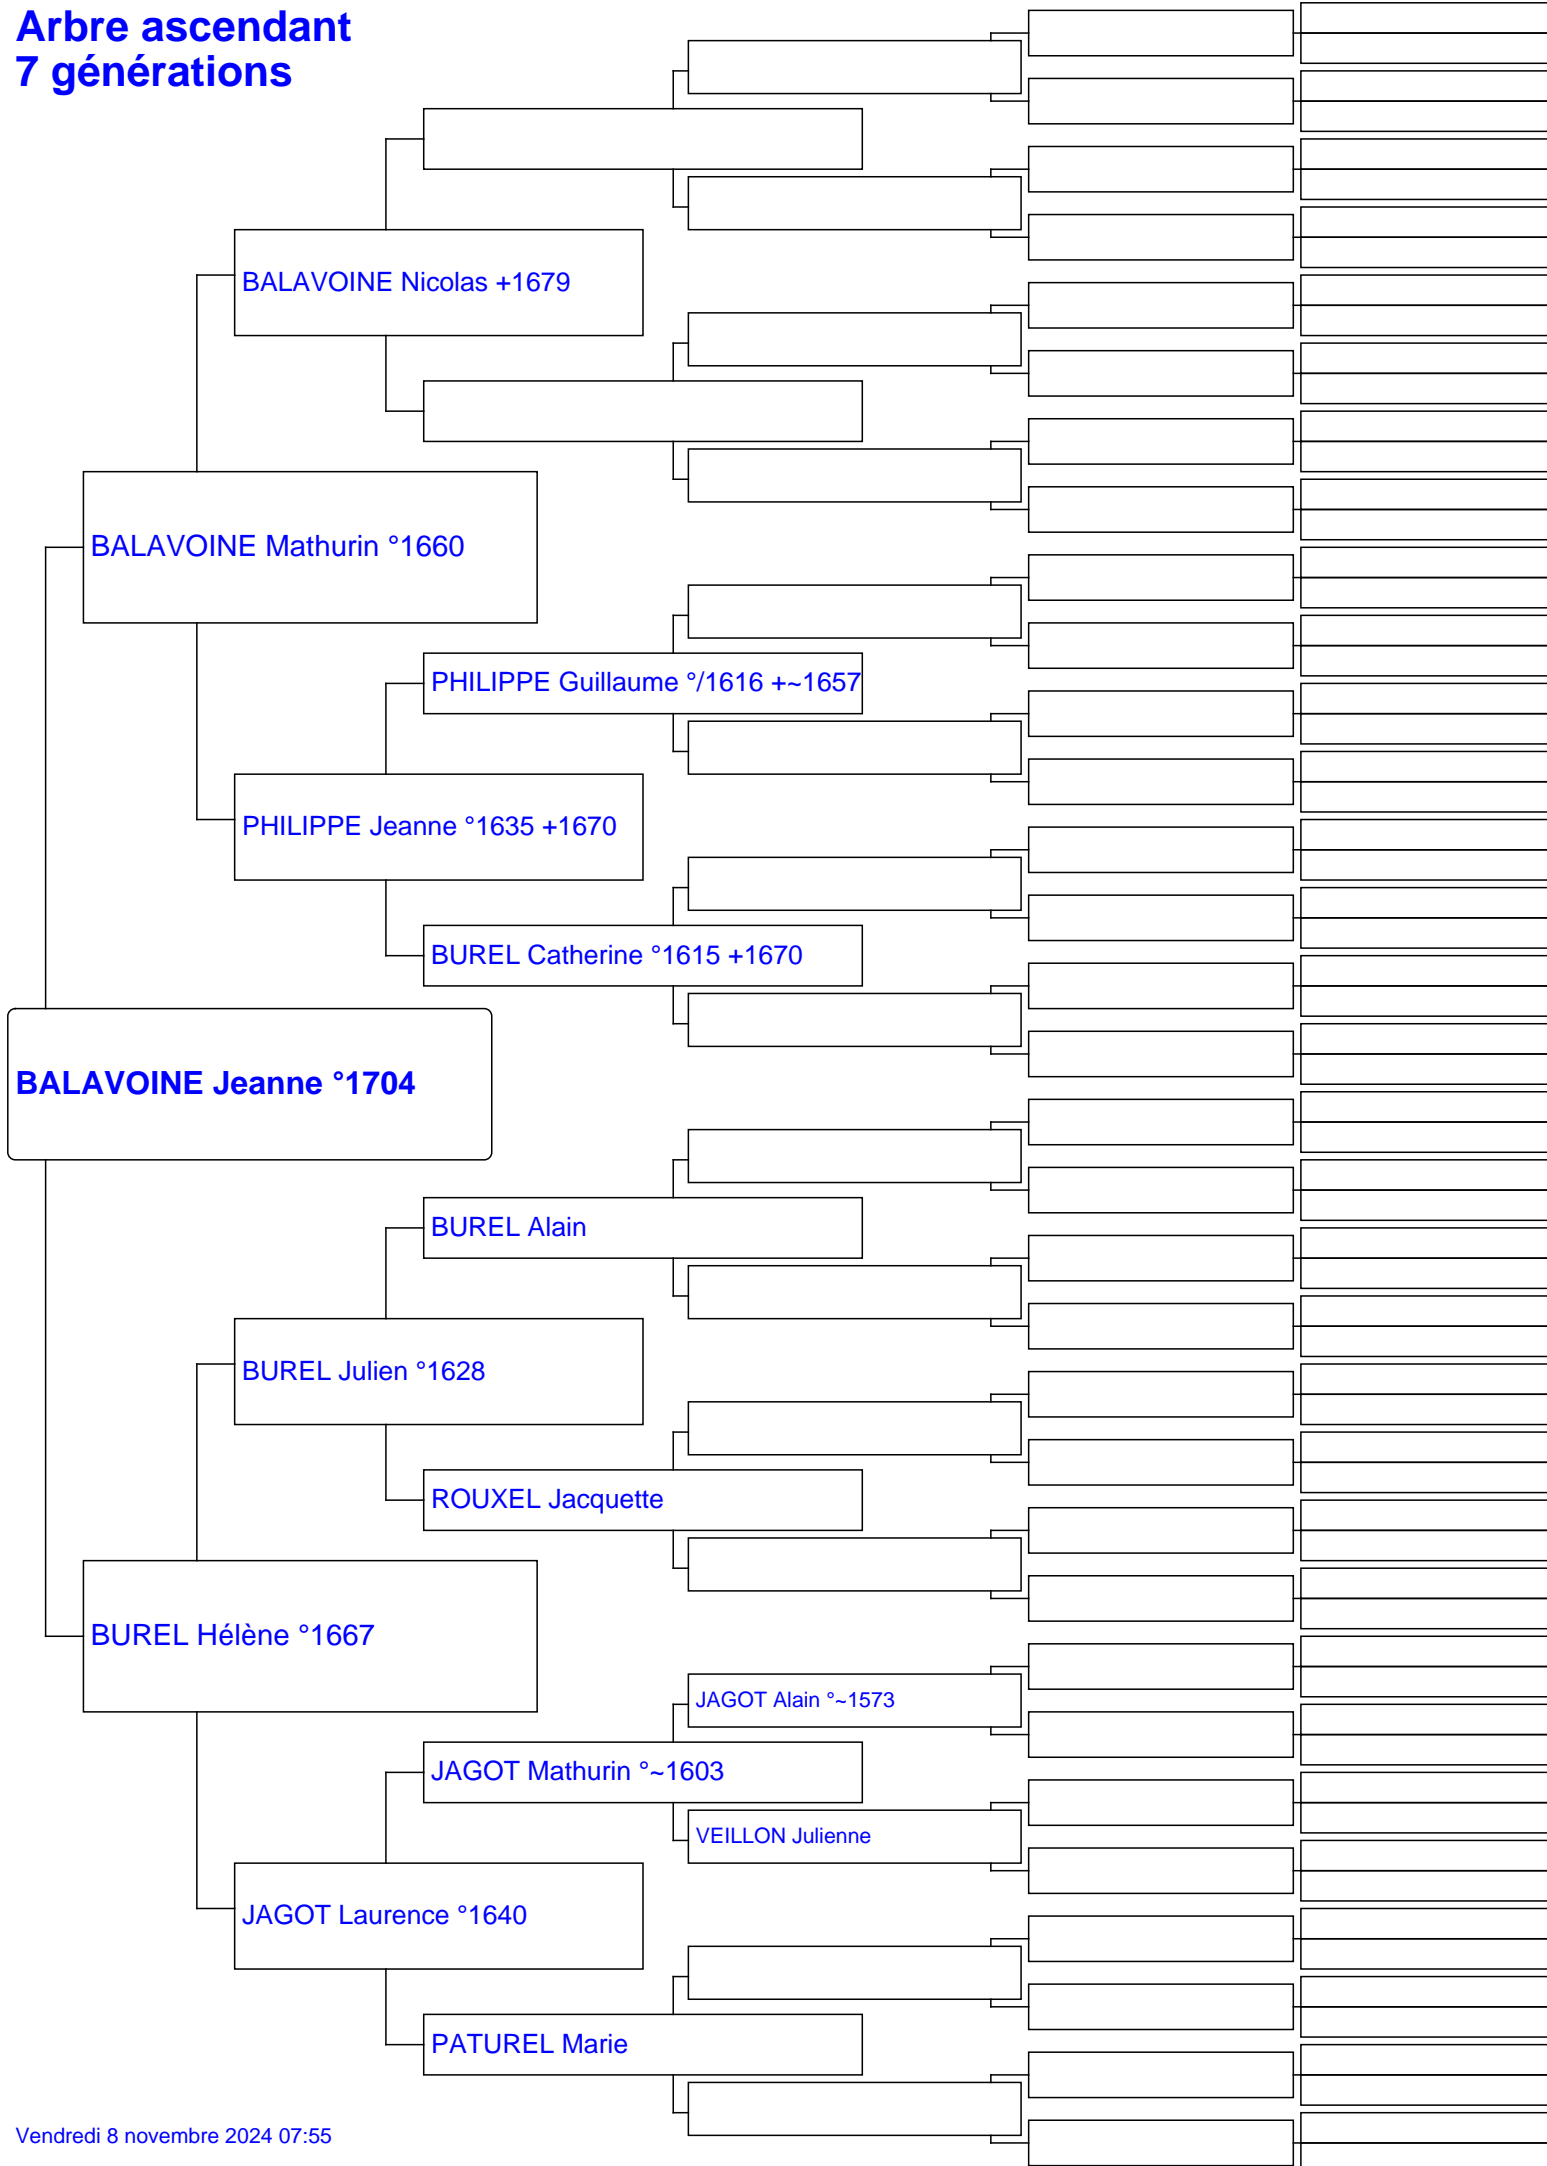 Arbre ascendant
7 générations
BALAVOINE Nicolas +1679
BALAVOINE Mathurin °1660
PHILIPPE Guillaume °/1616 +~1657
PHILIPPE Jeanne °1635 +1670
BUREL Catherine °1615 +1670
BALAVOINE Jeanne °1704
BUREL Alain
BUREL Julien °1628
ROUXEL Jacquette
BUREL Hélène °1667
JAGOT Alain °~1573
JAGOT Mathurin °~1603
VEILLON Julienne
JAGOT Laurence °1640
PATUREL Marie
Vendredi 8 novembre 2024 07:55